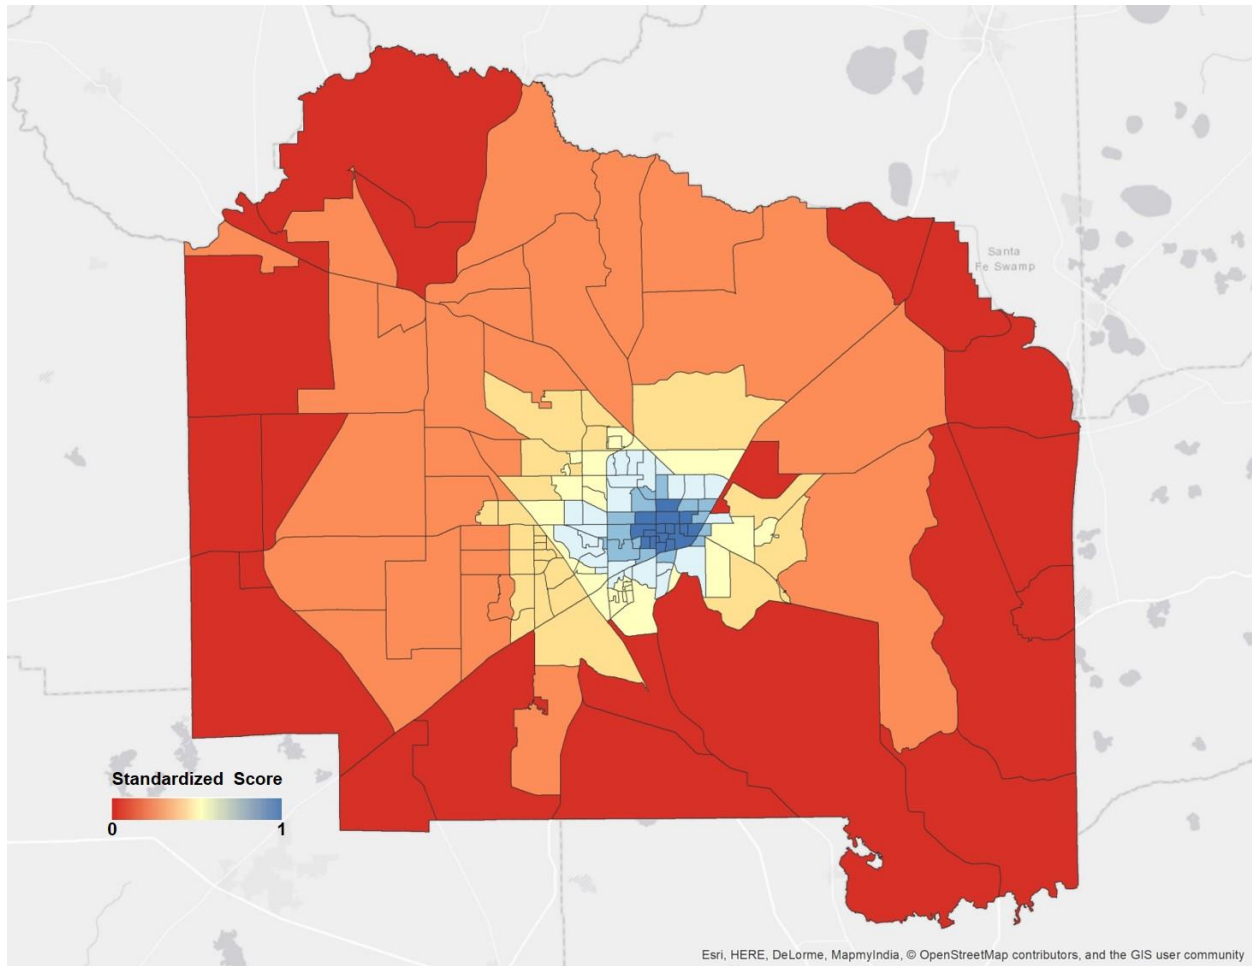 Santa
Fe Swamp
Standardized Score
0 1
Esri, HERE, DeLorme, MapmyIndia, © OpenStreetMap contributors, and the GIS user community